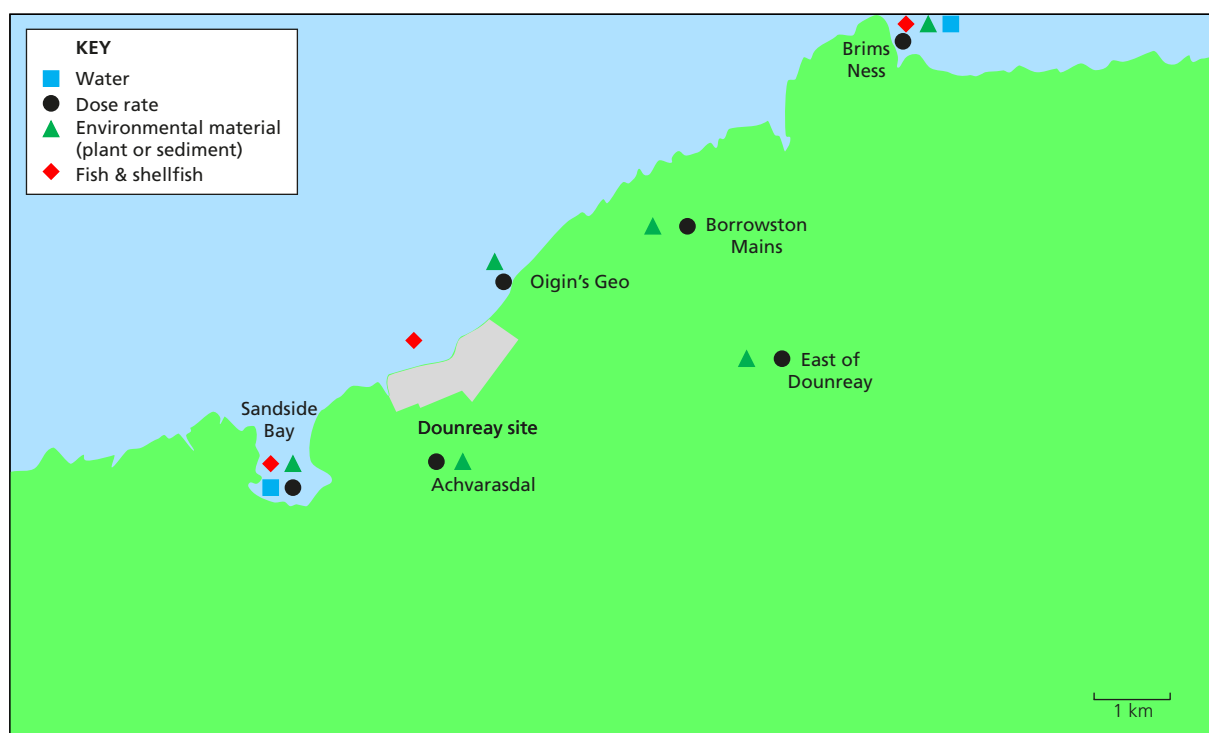 KEY
Water
Dose rate
Environmental material
(plant or sediment)
Fish & shellfish
Brims
Ness
Borrowston
Mains
Oigin's Geo
East of
Dounreay
Sandside
Bay
Dounreay site
Achvarasdal
1 km